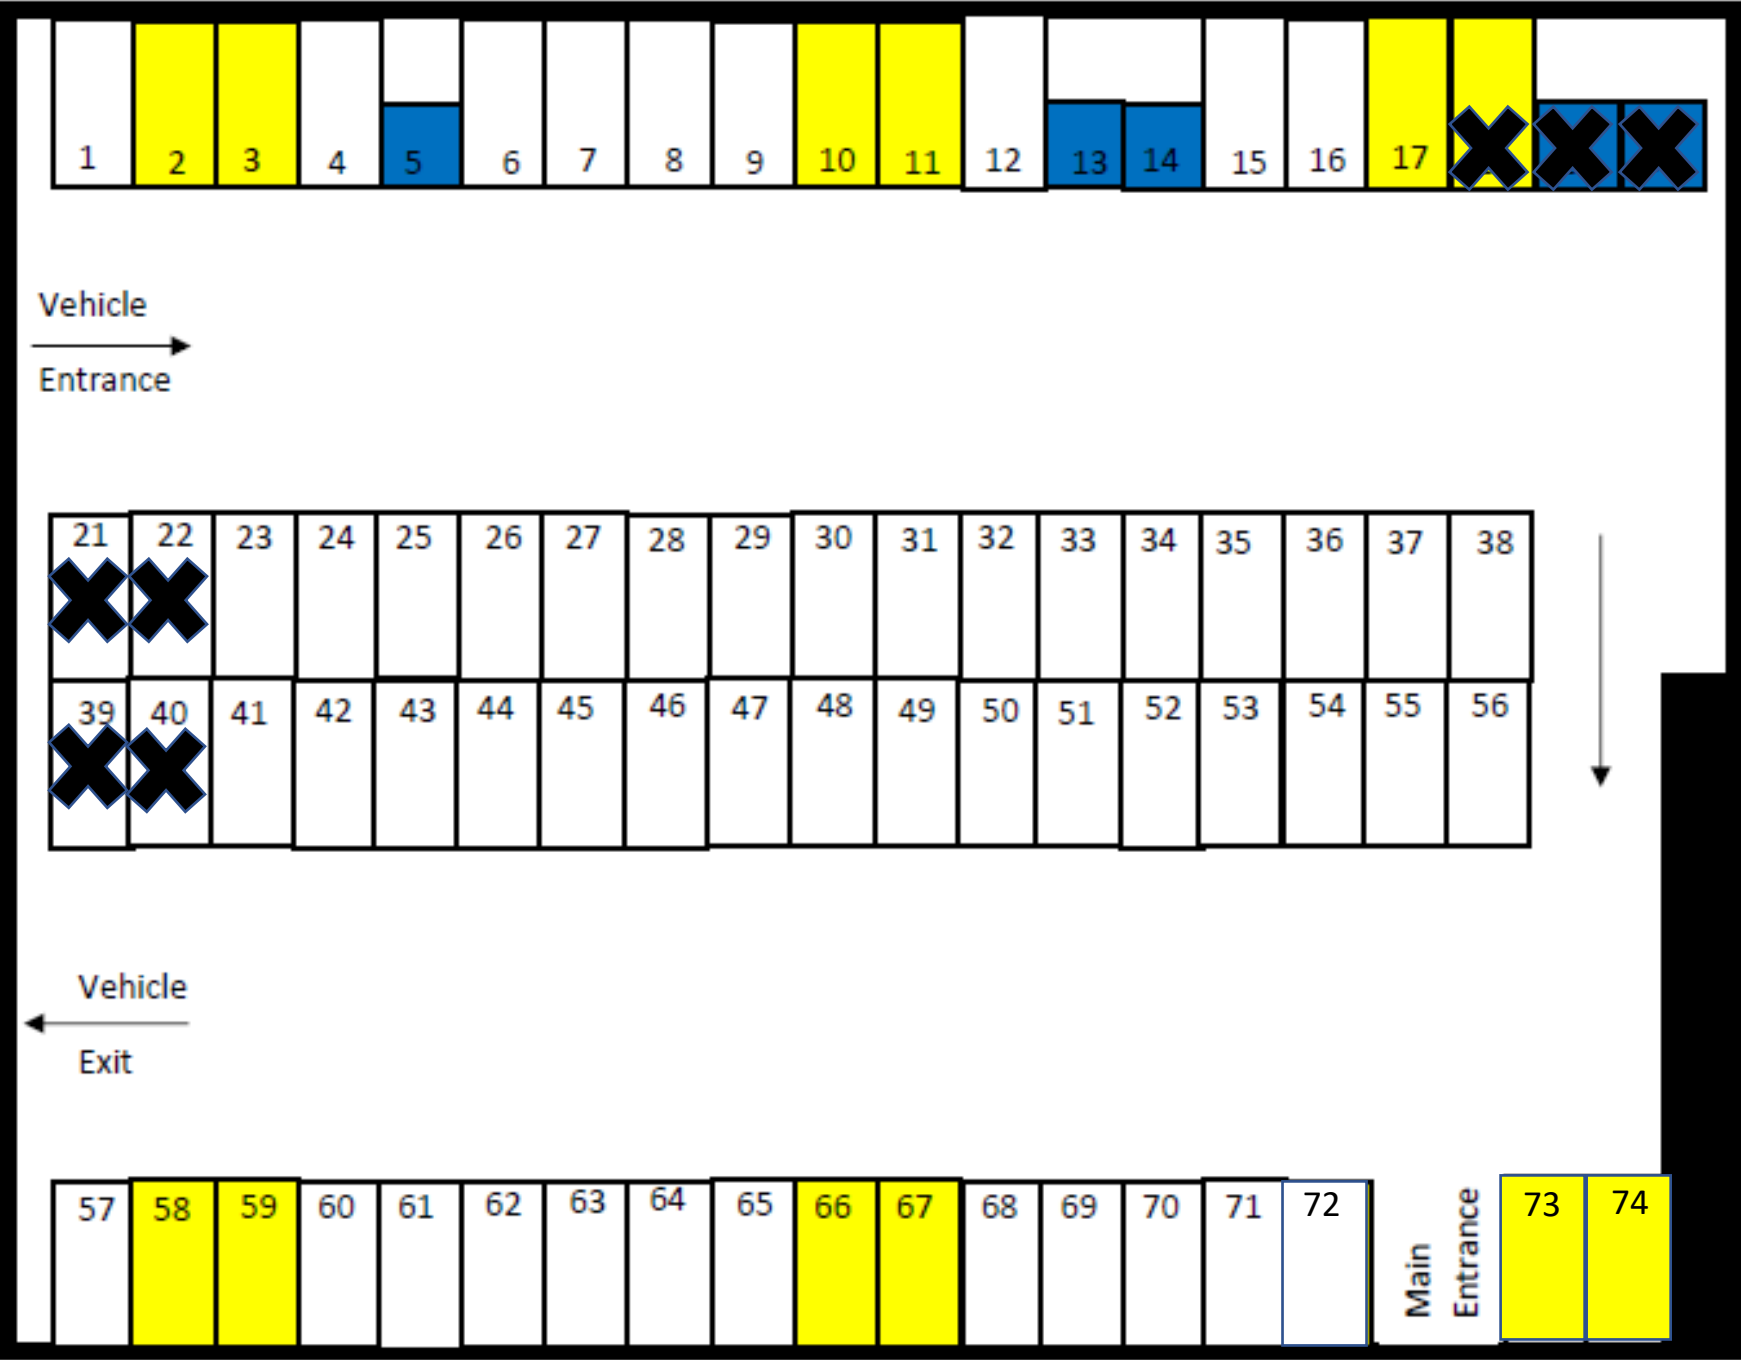 1 2 3 4 5 6 7 8 9 10 11 12 13 14 15 16 17
Vehicle
Entrance
21 22 23 24 25 26 27 28 29 30 31 32 33 34 35 36 37 38
39 40 41 42 43 44 45 46 47 48 49 50 51 52 53 54 55 56
Vehicle
Exit
57 58 59 60 61 62 63 64 65 66 67 68 69 70 71 72
Main
Entrance
73 74